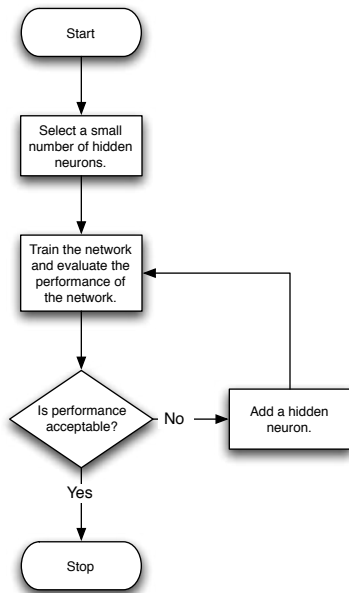 Start
Select a small
number of hidden
neurons.
Train the network
and evaluate the
performance of
the network.
Is performance
acceptable?
No
Add a hidden
neuron.
Yes
Stop